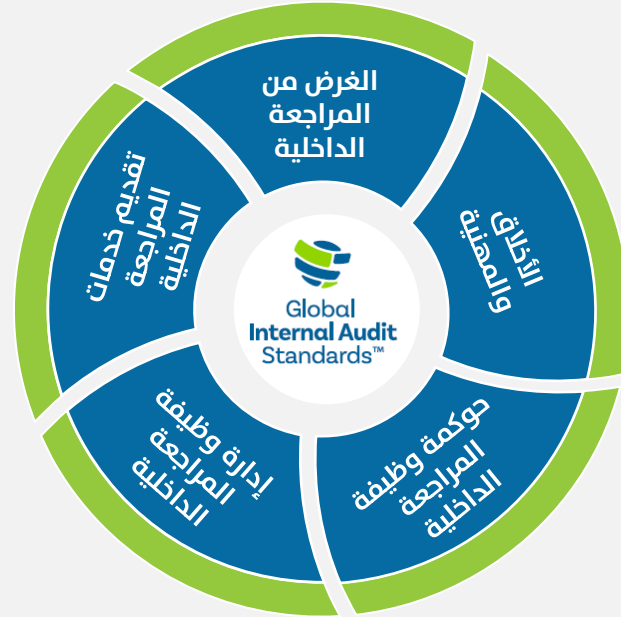 الغرض من
المراجعة
الداخلية
الأخلاق
والمهنية
حوكمة وظيفة
المراجعة
الداخلية
إدارة وظيفة
المراجعة
الداخلية
تقديم خدمات
المراجعة
الداخلية
Global
Internal Audit
Standards™